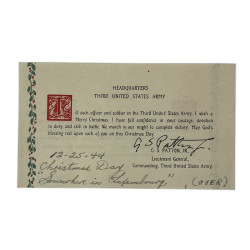 HEADQUARTERS
THIRD UNITED STATES ARMY
TO each officer and soldier in the Third United States Army, I wish a
Merry Christmas. I have full confidence in your courage, devotion
to duty and skill in battle. We march in our might to complete victory. May God's
blessing rest upon each of you on this Christmas Day.
G S Patton, Jr.
G. S. PATTON, JR.
Lieutenant General,
Commanding, Third United States Army.
12-25-44
Christmas Day
"Somewhere in Luxembourg"
(OVER)